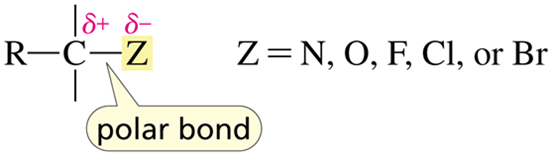 δ+ δ−
R—C—Z Z = N, O, F, Cl, or Br
polar bond